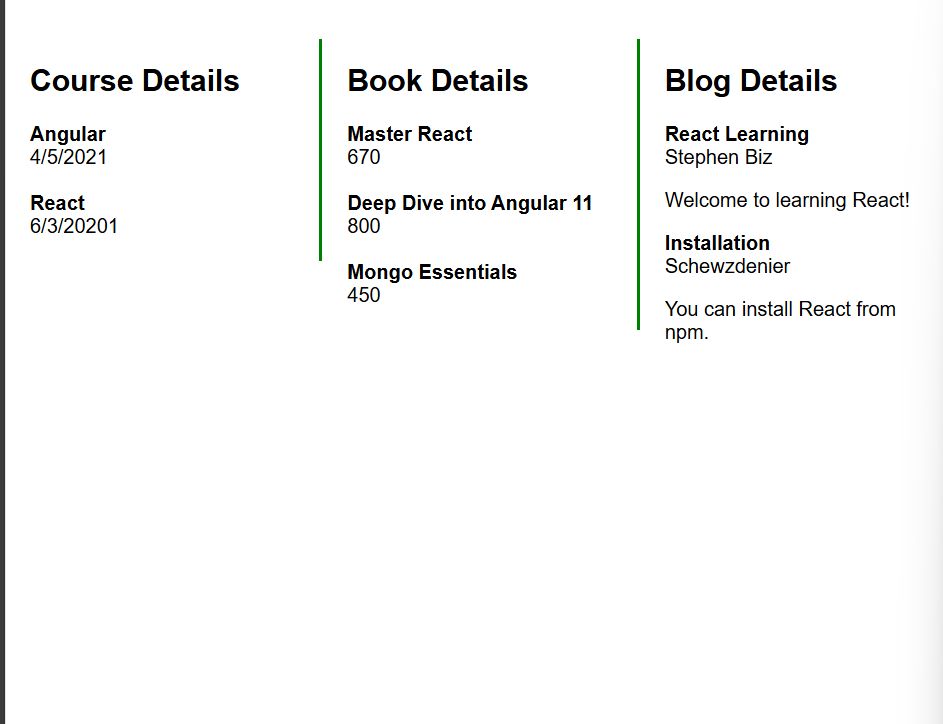 Course Details
Angular
4/5/2021
React
6/3/20201
Book Details
Master React
670
Deep Dive into Angular 11
800
Mongo Essentials
450
Blog Details
React Learning
Stephen Biz
Welcome to learning React!
Installation
Schewzdenier
You can install React from
npm.